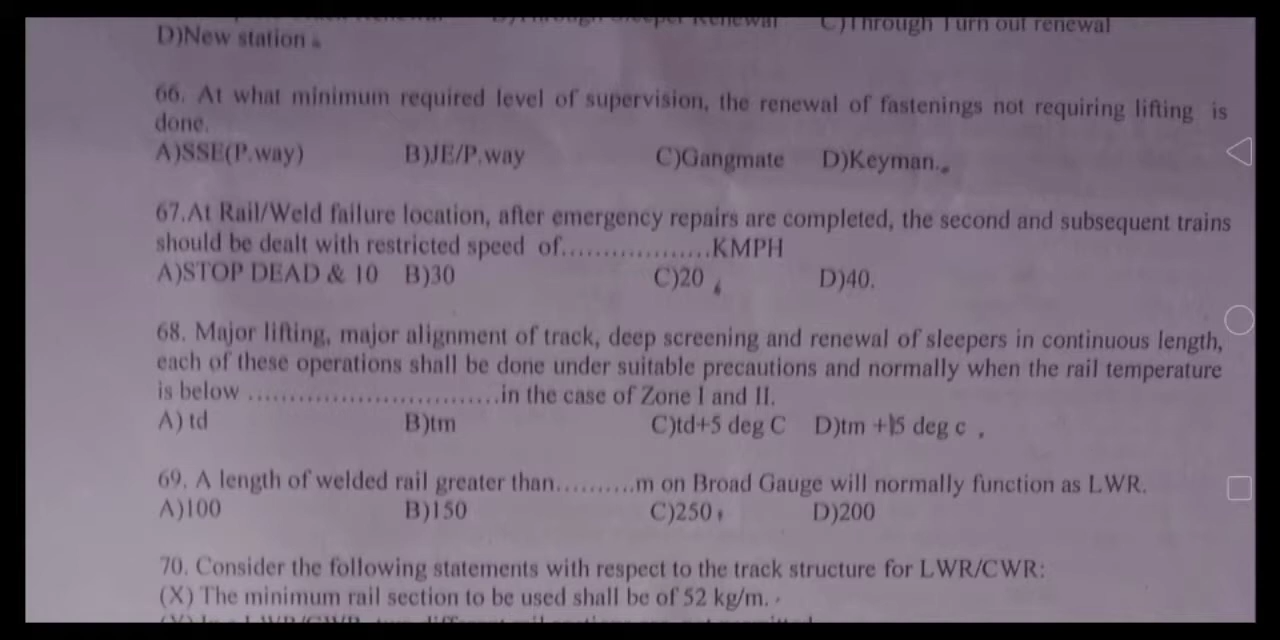 Renewal C)Through Turn out renewal
D)New station
66. At what minimum required level of supervision, the renewal of fastenings not requiring lifting is
done.
A)SSE(P.way) B)JE/P.way C)Gangmate D)Keyman..
67.At Rail/Weld failure location, after emergency repairs are completed, the second and subsequent trains
should be dealt with restricted speed of..................KMPH
A)STOP DEAD & 10 B)30 C)20 D)40.
68. Major lifting, major alignment of track, deep screening and renewal of sleepers in continuous length,
each of these operations shall be done under suitable precautions and normally when the rail temperature
is below .............................in the case of Zone I and II.
A) td B)tm C)td+5 deg C D)tm +15 deg c .
69. A length of welded rail greater than..........m on Broad Gauge will normally function as LWR.
A)100 B)150 C)250 D)200
70. Consider the following statements with respect to the track structure for LWR/CWR:
(X) The minimum rail section to be used shall be of 52 kg/m.